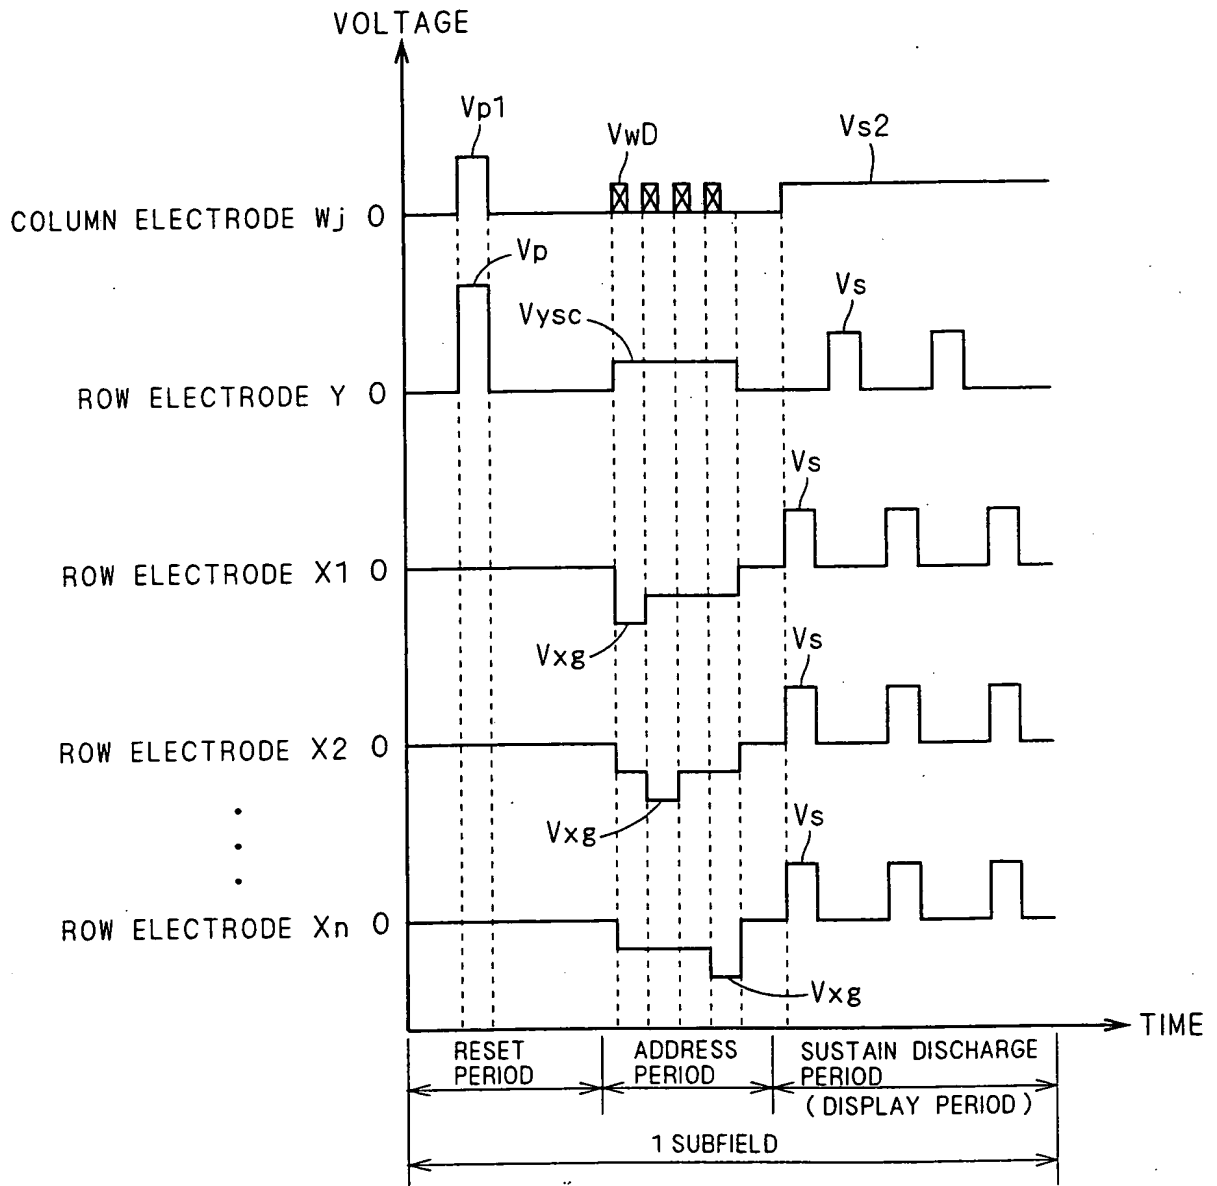 VOLTAGE
Vp1
VwD
Vs2
COLUMN ELECTRODE Wj 0
Vp
Vysc
Vs
ROW ELECTRODE Y 0
Vs
ROW ELECTRODE X1 0
Vxg
Vs
ROW ELECTRODE X2 0
Vxg
Vs
ROW ELECTRODE Xn 0
Vxg
TIME
RESET PERIOD
ADDRESS PERIOD
SUSTAIN DISCHARGE PERIOD
(DISPLAY PERIOD)
1 SUBFIELD